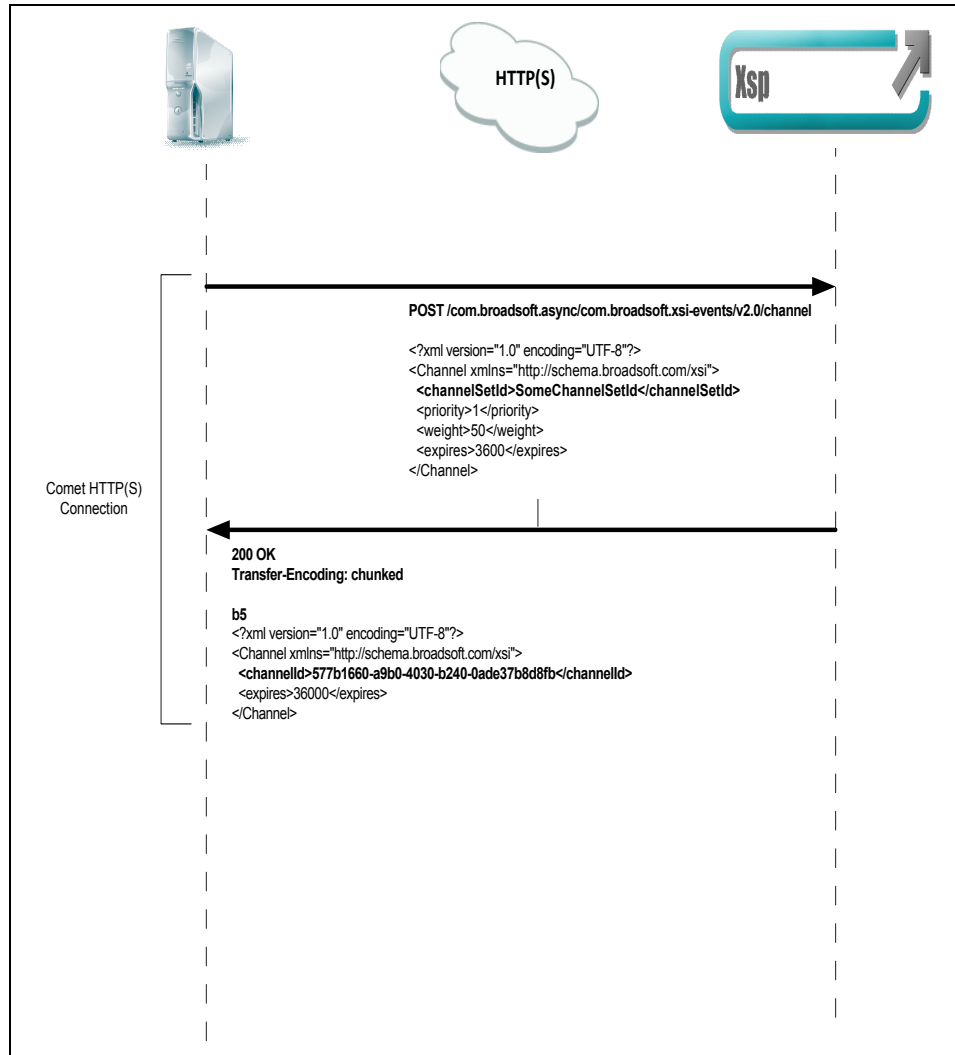 HTTP(S)
Xsp
POST /com.broadsoft.async/com.broadsoft.xsi-events/v2.0/channel
<?xml version="1.0" encoding="UTF-8"?>
<Channel xmlns="http://schema.broadsoft.com/xsi">
<channelSetId>SomeChannelSetId</channelSetId>
<priority>1</priority>
<weight>50</weight>
<expires>3600</expires>
</Channel>
Comet HTTP(S)
Connection
200 OK
Transfer-Encoding: chunked
b5
<?xml version="1.0" encoding="UTF-8"?>
<Channel xmlns="http://schema.broadsoft.com/xsi">
<channelId>577b1660-a9b0-4030-b240-0ade37b8d8fb</channelId>
<expires>36000</expires>
</Channel>